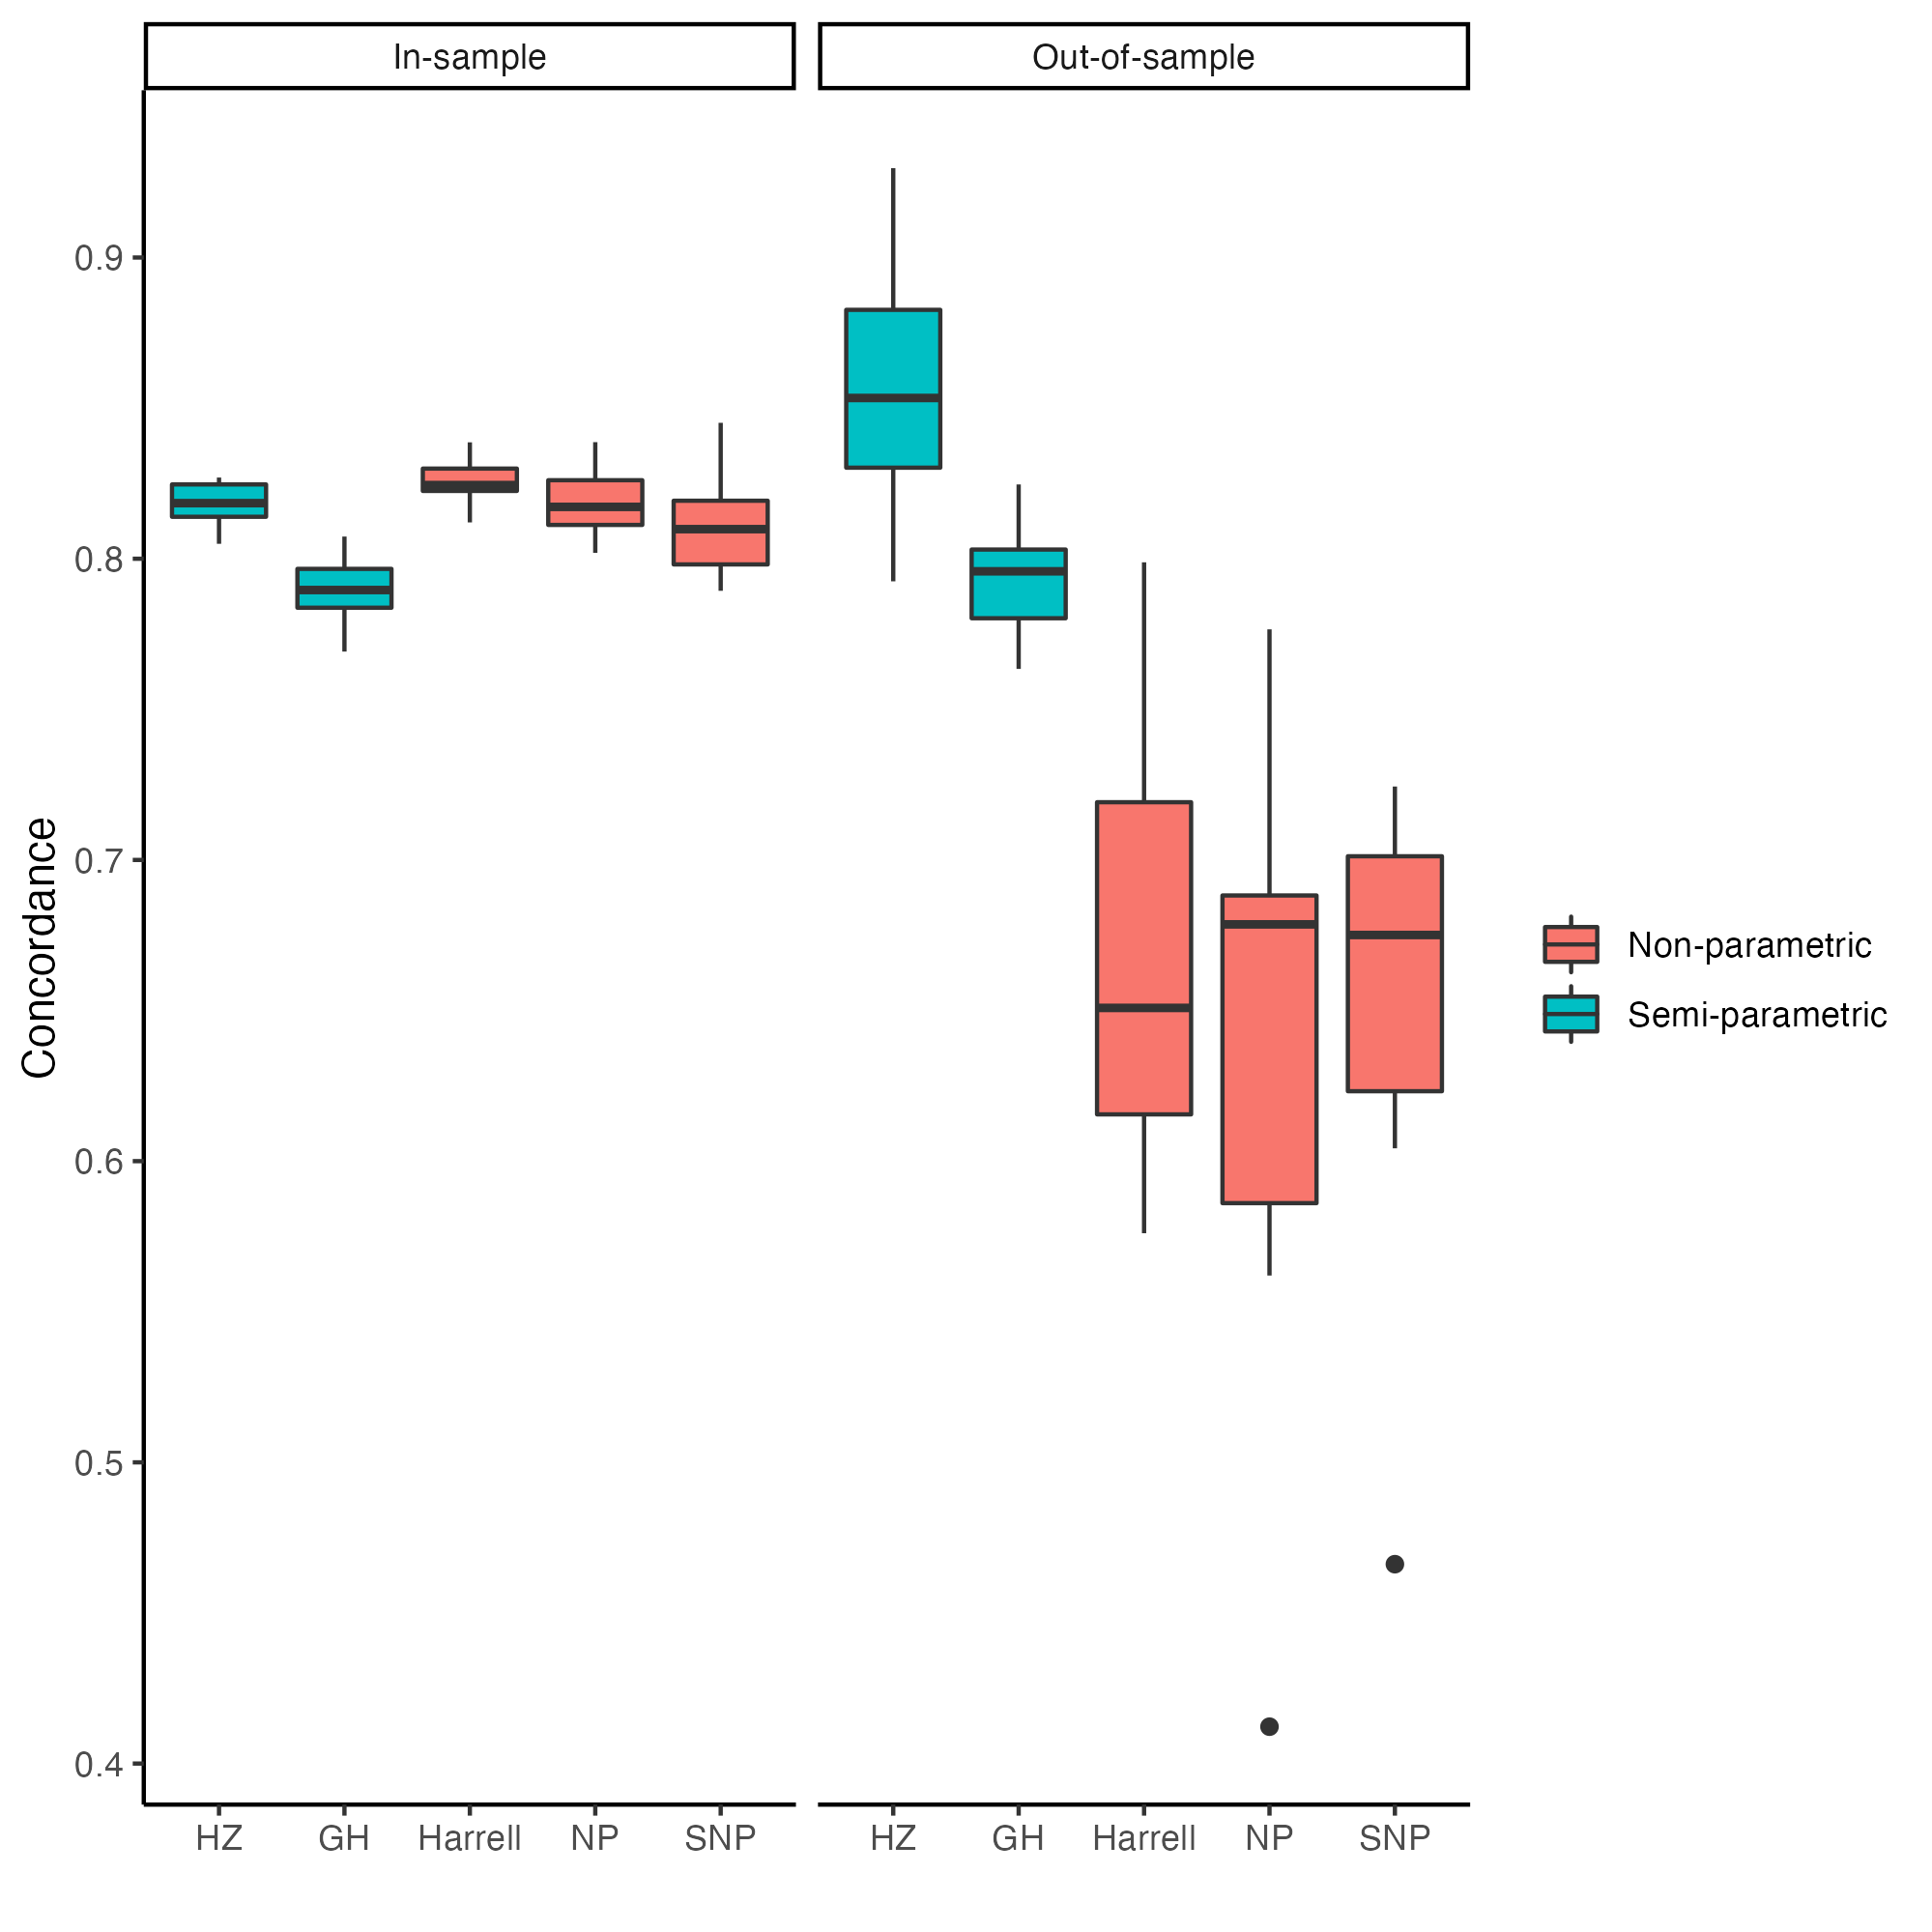 In-sample
Out-of-sample
Concordance
0.9
0.8
0.7
0.6
0.5
0.4
HZ GH Harrell NP SNP
HZ GH Harrell NP SNP
Non-parametric
Semi-parametric